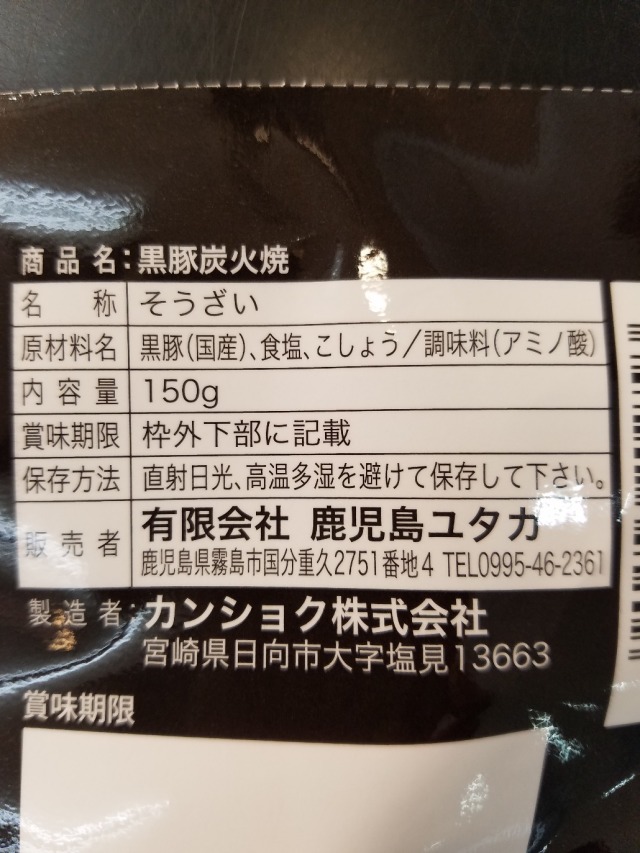 商品名:黒豚炭火焼
名称 そうざい
原材料名 黒豚(国産)、食塩、こしょう/調味料(アミノ酸)
内容量 150g
賞味期限 枠外下部に記載
保存方法 直射日光、高温多湿を避けて保存して下さい。
販売者 有限会社 鹿児島ユタカ
鹿児島県霧島市国分重久2751番地4 TEL0995-46-2361
製造者:カンショク株式会社
宮崎県日向市大字塩見13663
賞味期限